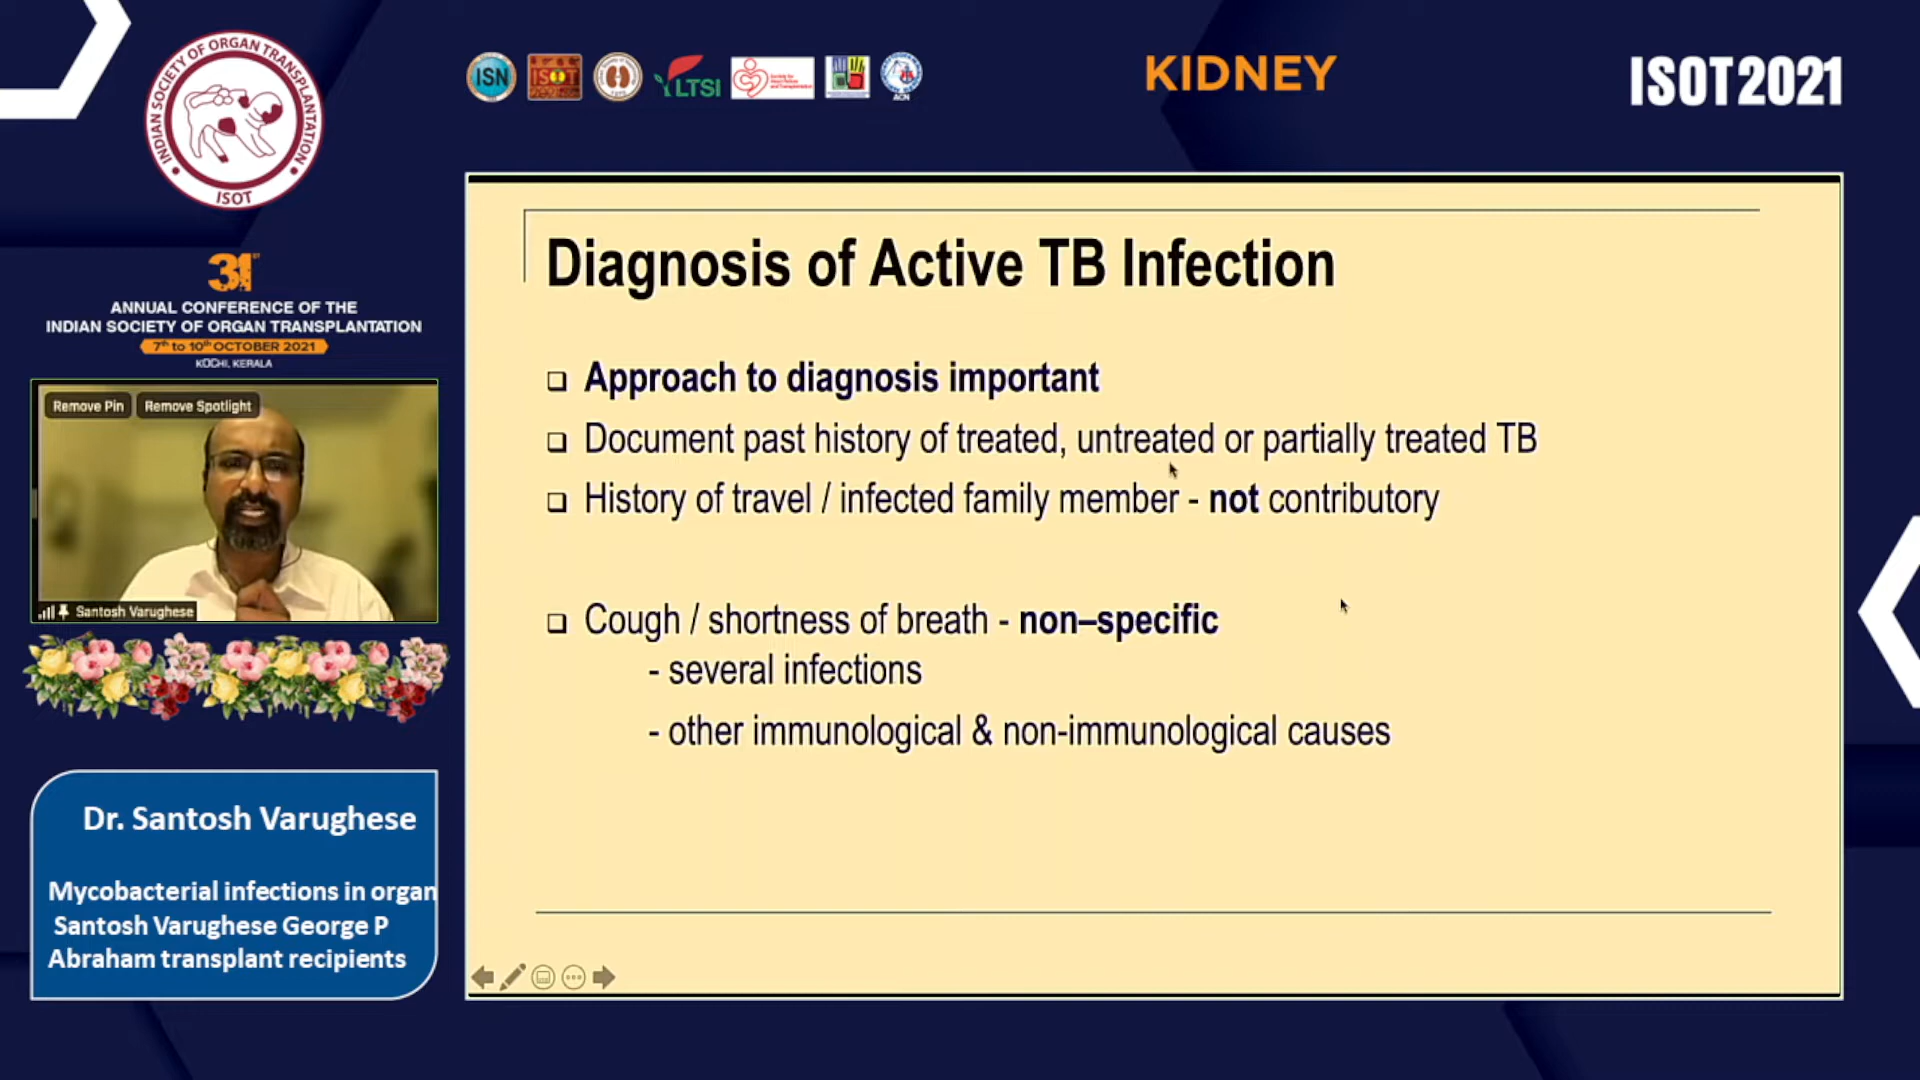 INDIAN SOCIETY OF ORGAN TRANSPLANTATION
ISOT
ISN
ISOT
LTSI
ACN
KIDNEY
ISOT2021
31ST
ANNUAL CONFERENCE OF THE
INDIAN SOCIETY OF ORGAN TRANSPLANTATION
7th to 10th OCTOBER 2021
KOCHI, KERALA
Remove Pin Remove Spotlight
Santosh Varughese
Dr. Santosh Varughese
Mycobacterial infections in organ
Santosh Varughese George P
Abraham transplant recipients
Diagnosis of Active TB Infection
Approach to diagnosis important
Document past history of treated, untreated or partially treated TB
History of travel / infected family member - not contributory
Cough / shortness of breath - non–specific
- several infections
- other immunological & non-immunological causes